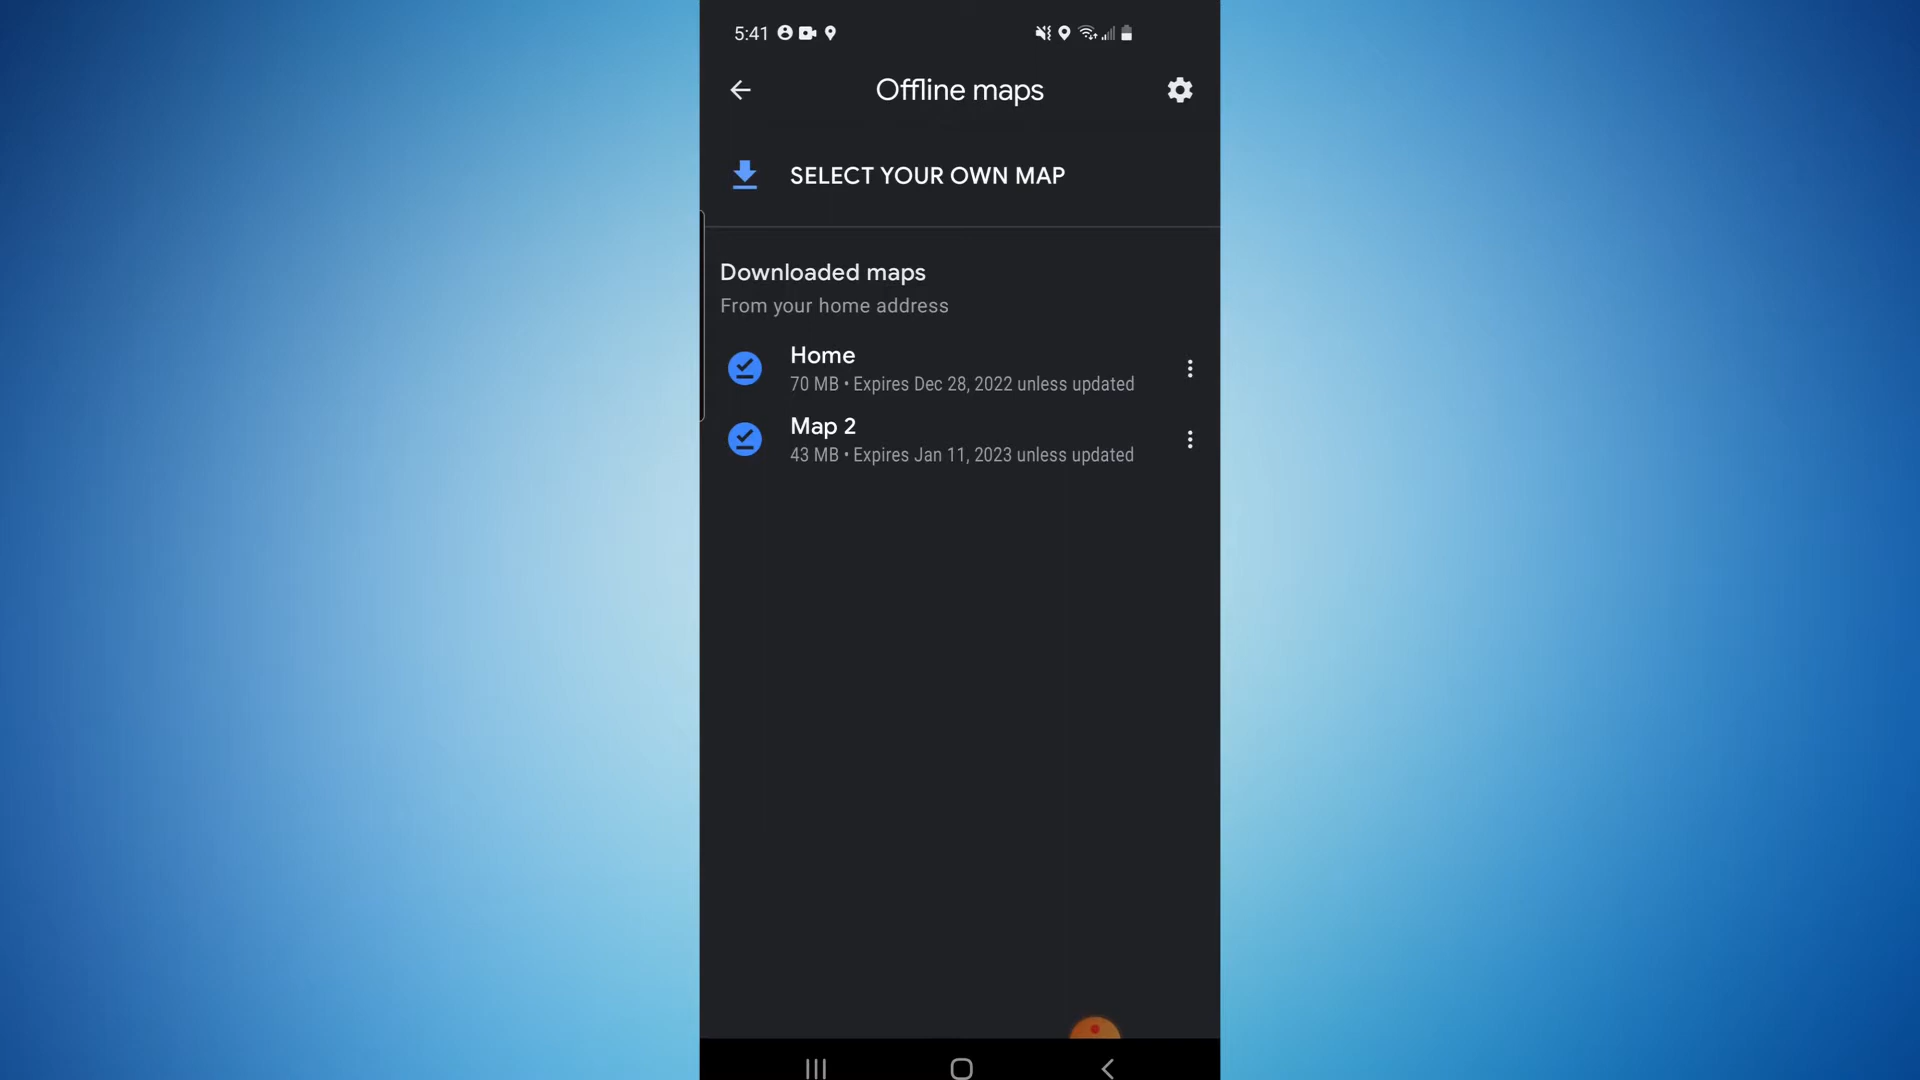 5:41
Offline maps
SELECT YOUR OWN MAP
Downloaded maps
From your home address
Home
70 MB • Expires Dec 28, 2022 unless updated
Map 2
43 MB • Expires Jan 11, 2023 unless updated